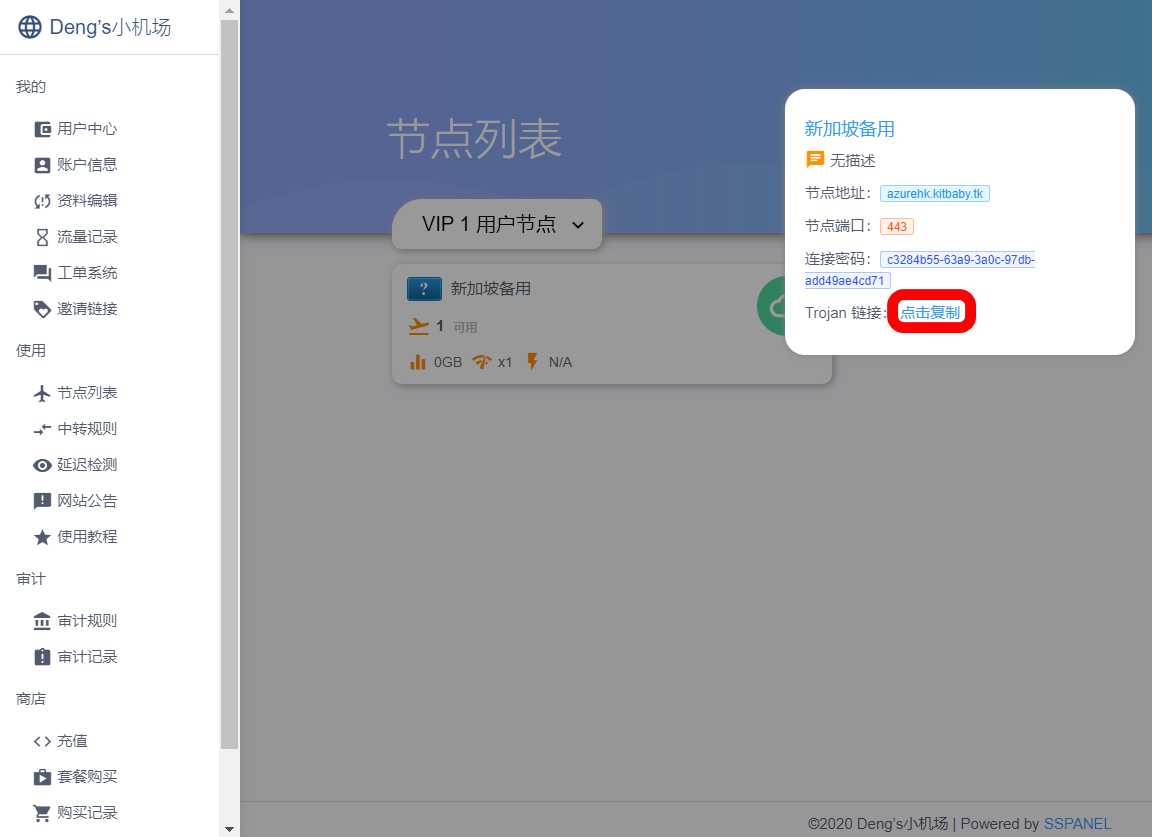 Deng's小机场
我的
用户中心
账户信息
资料编辑
流量记录
工单系统
邀请链接
使用
节点列表
中转规则
延迟检测
网站公告
使用教程
审计
审计规则
审计记录
商店
充值
套餐购买
购买记录
节点列表
VIP 1 用户节点
? 新加坡备用
1 可用
0GB x1 N/A
新加坡备用
无描述
节点地址： azurehk.kitbaby.tk
节点端口： 443
连接密码： c3284b55-63a9-3a0c-97db-
add49ae4cd71
Trojan 链接： 点击复制
©2020 Deng's小机场 | Powered by SSPANEL